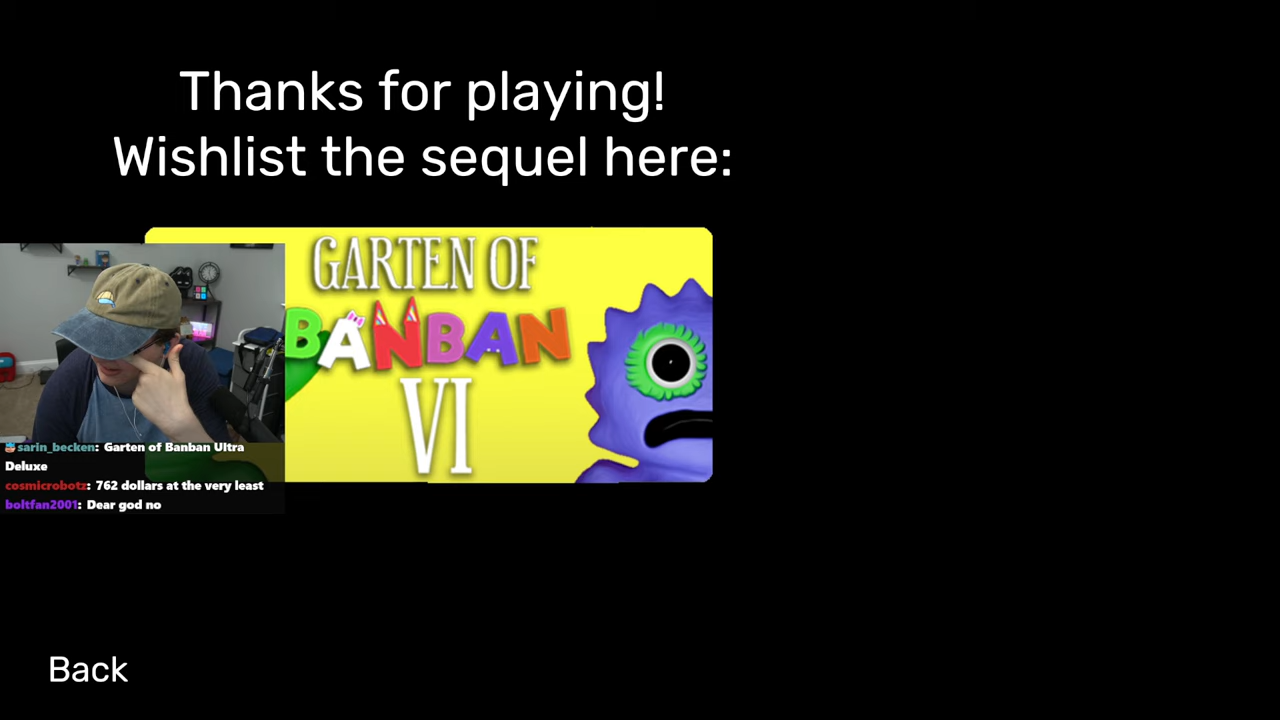 Thanks for playing!
Wishlist the sequel here:
GARTEN OF
BANBAN
VI
sarin_becken: Garten of Banban Ultra
Deluxe
cosmicrobotz: 762 dollars at the very least
boltfan2001: Dear god no
Back